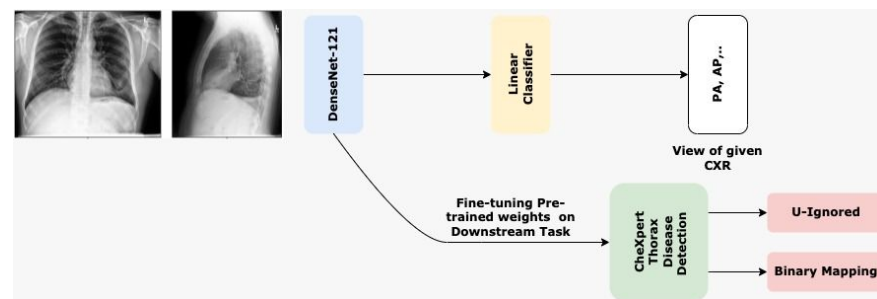 DenseNet-121
Linear
Classifier
PA, AP,..
View of given
CXR
Fine-tuning Pre-
trained weights on
Downstream Task
CheXpert
Thorax
Disease
Detection
U-Ignored
Binary Mapping